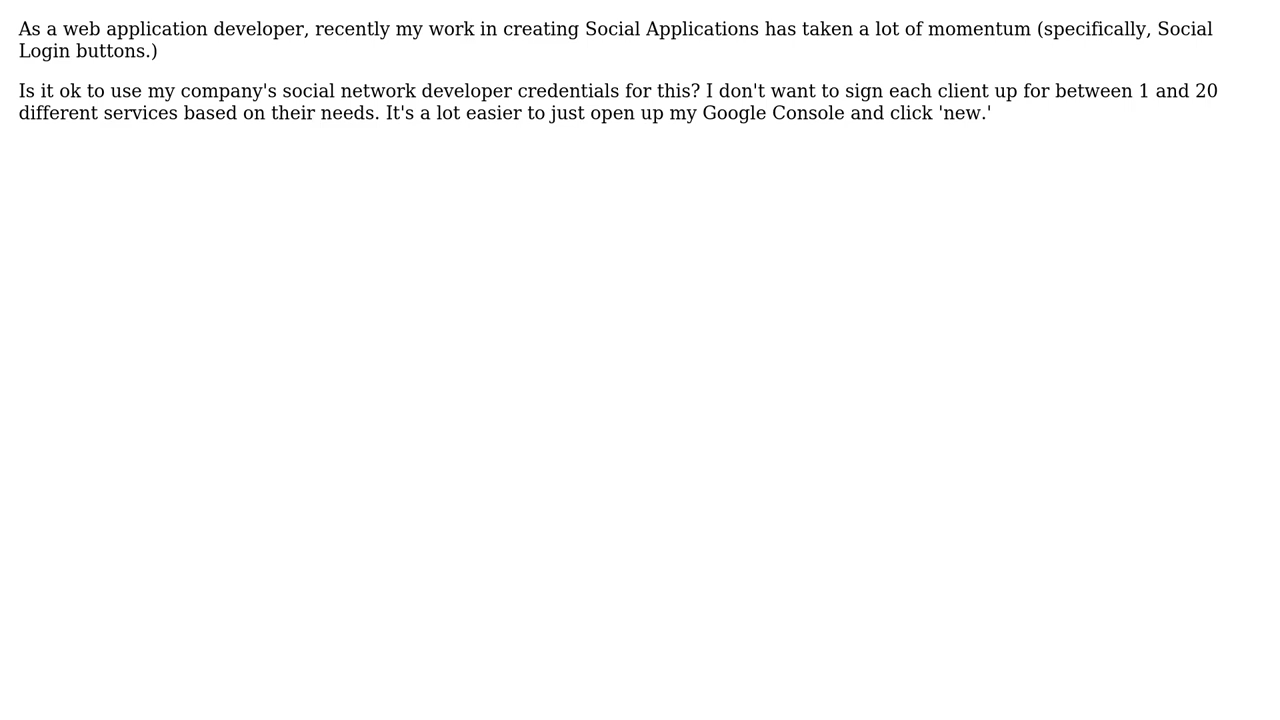 As a web application developer, recently my work in creating Social Applications has taken a lot of momentum (specifically, Social
Login buttons.)
Is it ok to use my company's social network developer credentials for this? I don't want to sign each client up for between 1 and 20
different services based on their needs. It's a lot easier to just open up my Google Console and click 'new.'